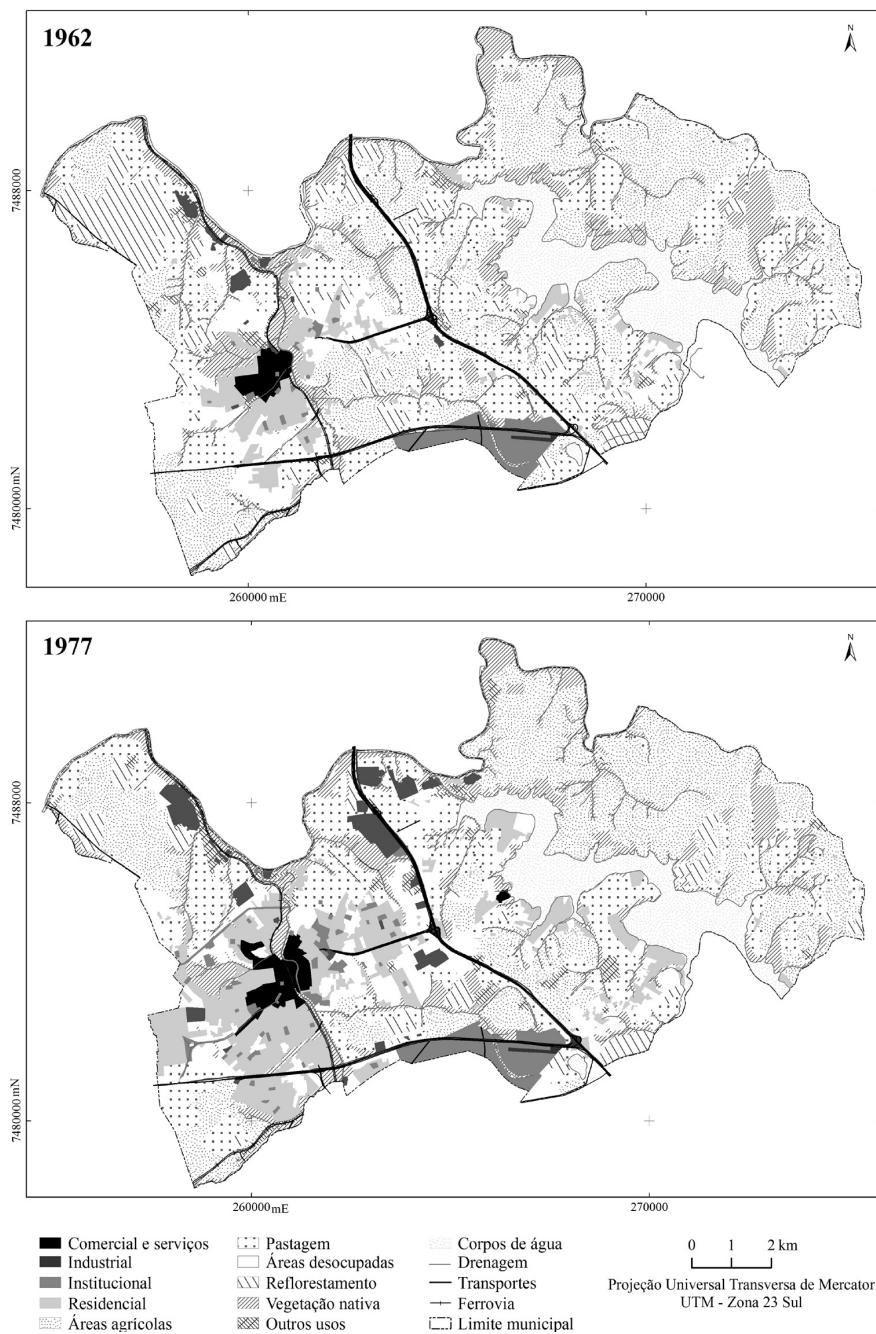 1962
N
7488000
7480000 mN
260000 mE
270000
1977
N
7488000
7480000 mN
260000 mE
270000
Comercial e serviços
Industrial
Institucional
Residencial
Áreas agrícolas
Pastagem
Áreas desocupadas
Reflorestamento
Vegetação nativa
Outros usos
Corpos de água
Drenagem
Transportes
Ferrovia
Limite municipal
0 1 2 km
Projeção Universal Transversa de Mercator
UTM - Zona 23 Sul